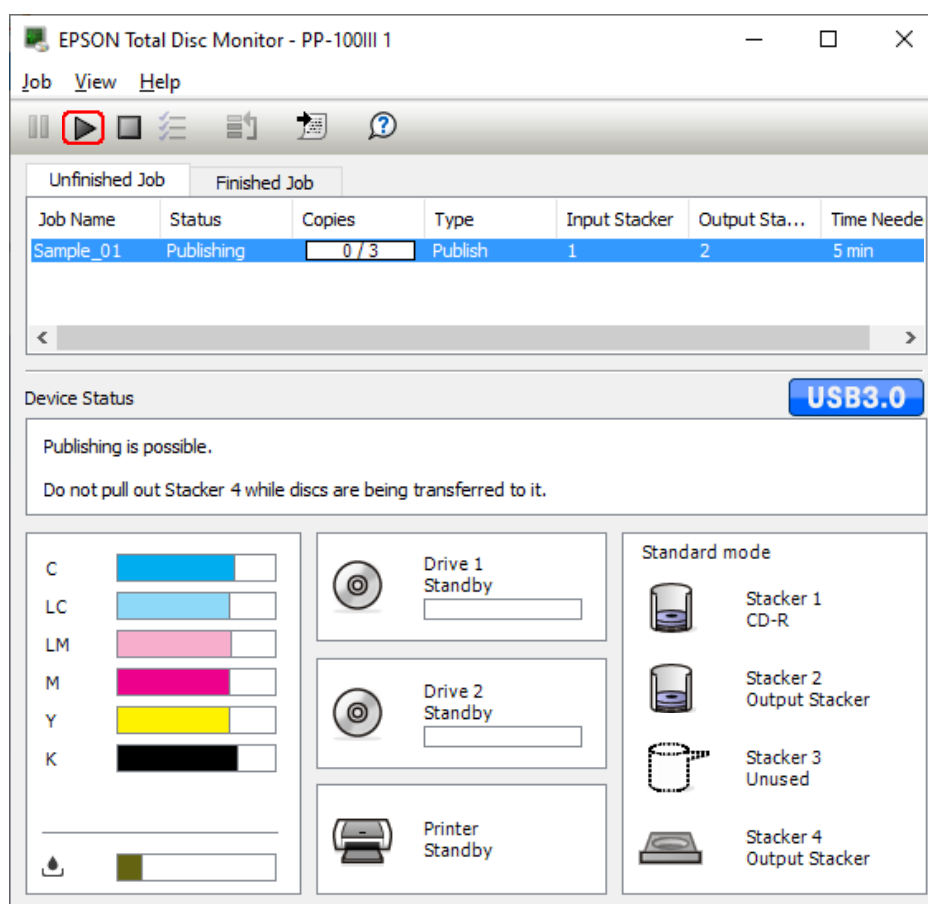 EPSON Total Disc Monitor - PP-100III 1
Job View Help
Unfinished Job Finished Job
Job Name Status Copies Type Input Stacker Output Sta... Time Neede
Sample_01 Publishing 0 / 3 Publish 1 2 5 min
Device Status USB3.0
Publishing is possible.
Do not pull out Stacker 4 while discs are being transferred to it.
C
LC
LM
M
Y
K
Drive 1
Standby
Drive 2
Standby
Printer
Standby
Standard mode
Stacker 1
CD-R
Stacker 2
Output Stacker
Stacker 3
Unused
Stacker 4
Output Stacker